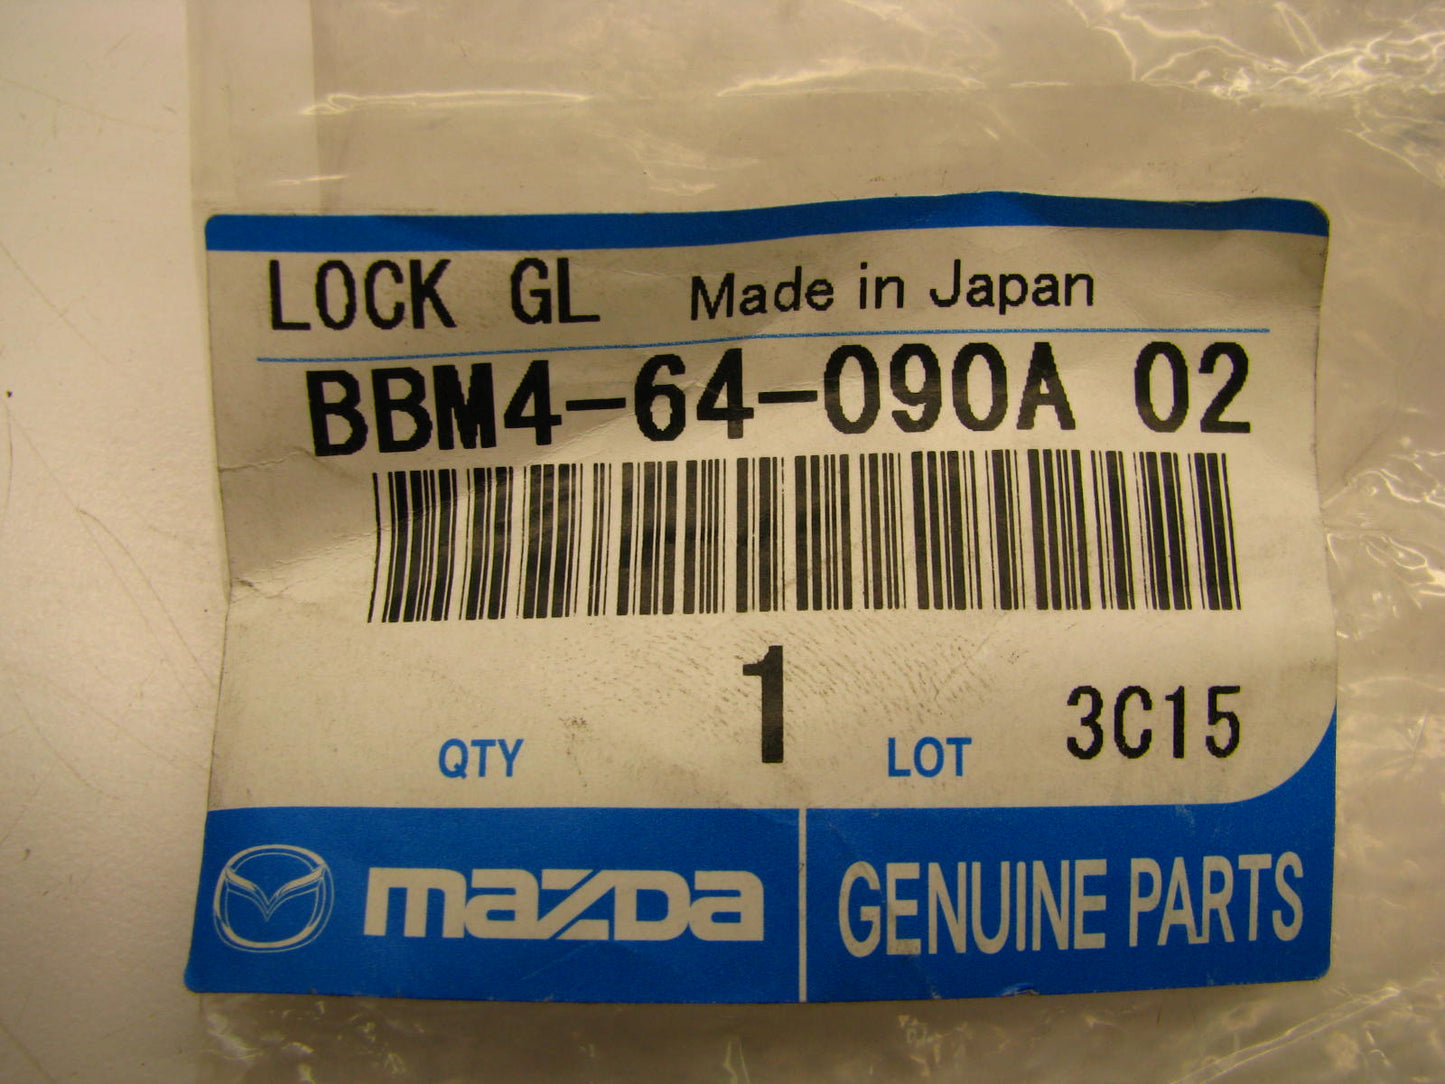 LOCK GL Made in Japan
BBM4-64-090A 02
1
QTY LOT 3C15
mazda GENUINE PARTS